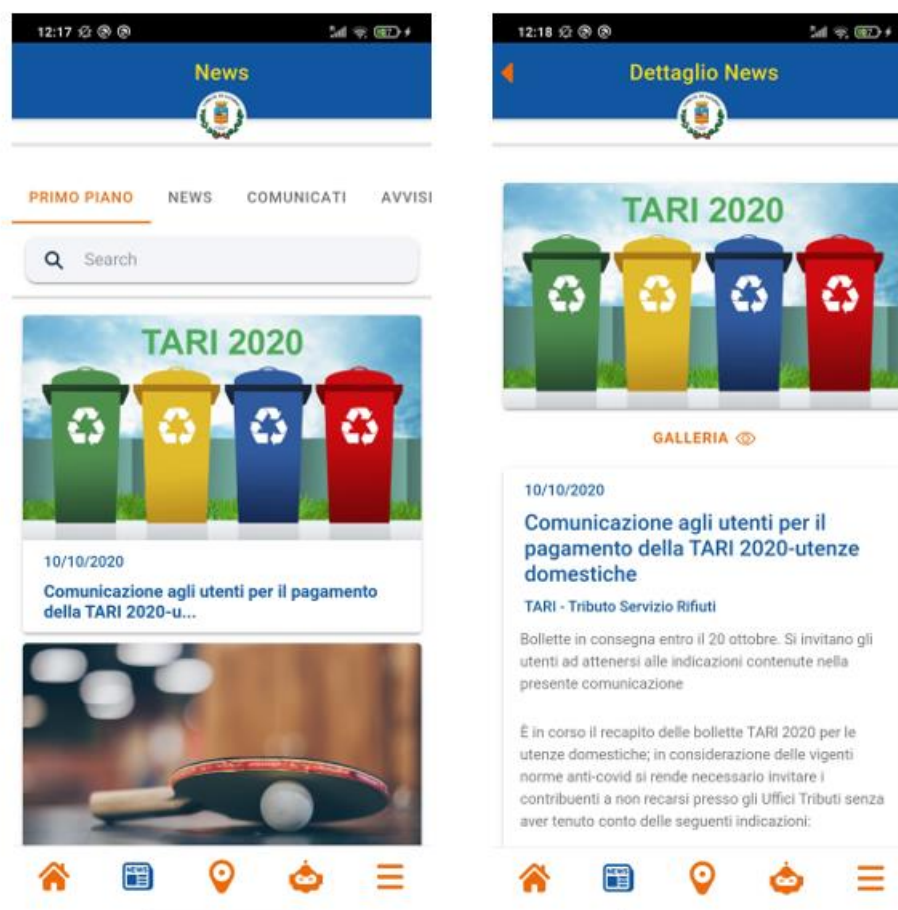 12:17
News
PRIMO PIANO NEWS COMUNICATI AVVISI
Search
TARI 2020
10/10/2020
Comunicazione agli utenti per il pagamento
della TARI 2020-u...
NEWS
12:18
Dettaglio News
TARI 2020
GALLERIA
10/10/2020
Comunicazione agli utenti per il
pagamento della TARI 2020-utenze
domestiche
TARI - Tributo Servizio Rifiuti
Bollette in consegna entro il 20 ottobre. Si invitano gli
utenti ad attenersi alle indicazioni contenute nella
presente comunicazione
È in corso il recapito delle bollette TARI 2020 per le
utenze domestiche; in considerazione delle vigenti
norme anti-covid si rende necessario invitare i
contribuenti a non recarsi presso gli Uffici Tributi senza
aver tenuto conto delle seguenti indicazioni:
NEWS